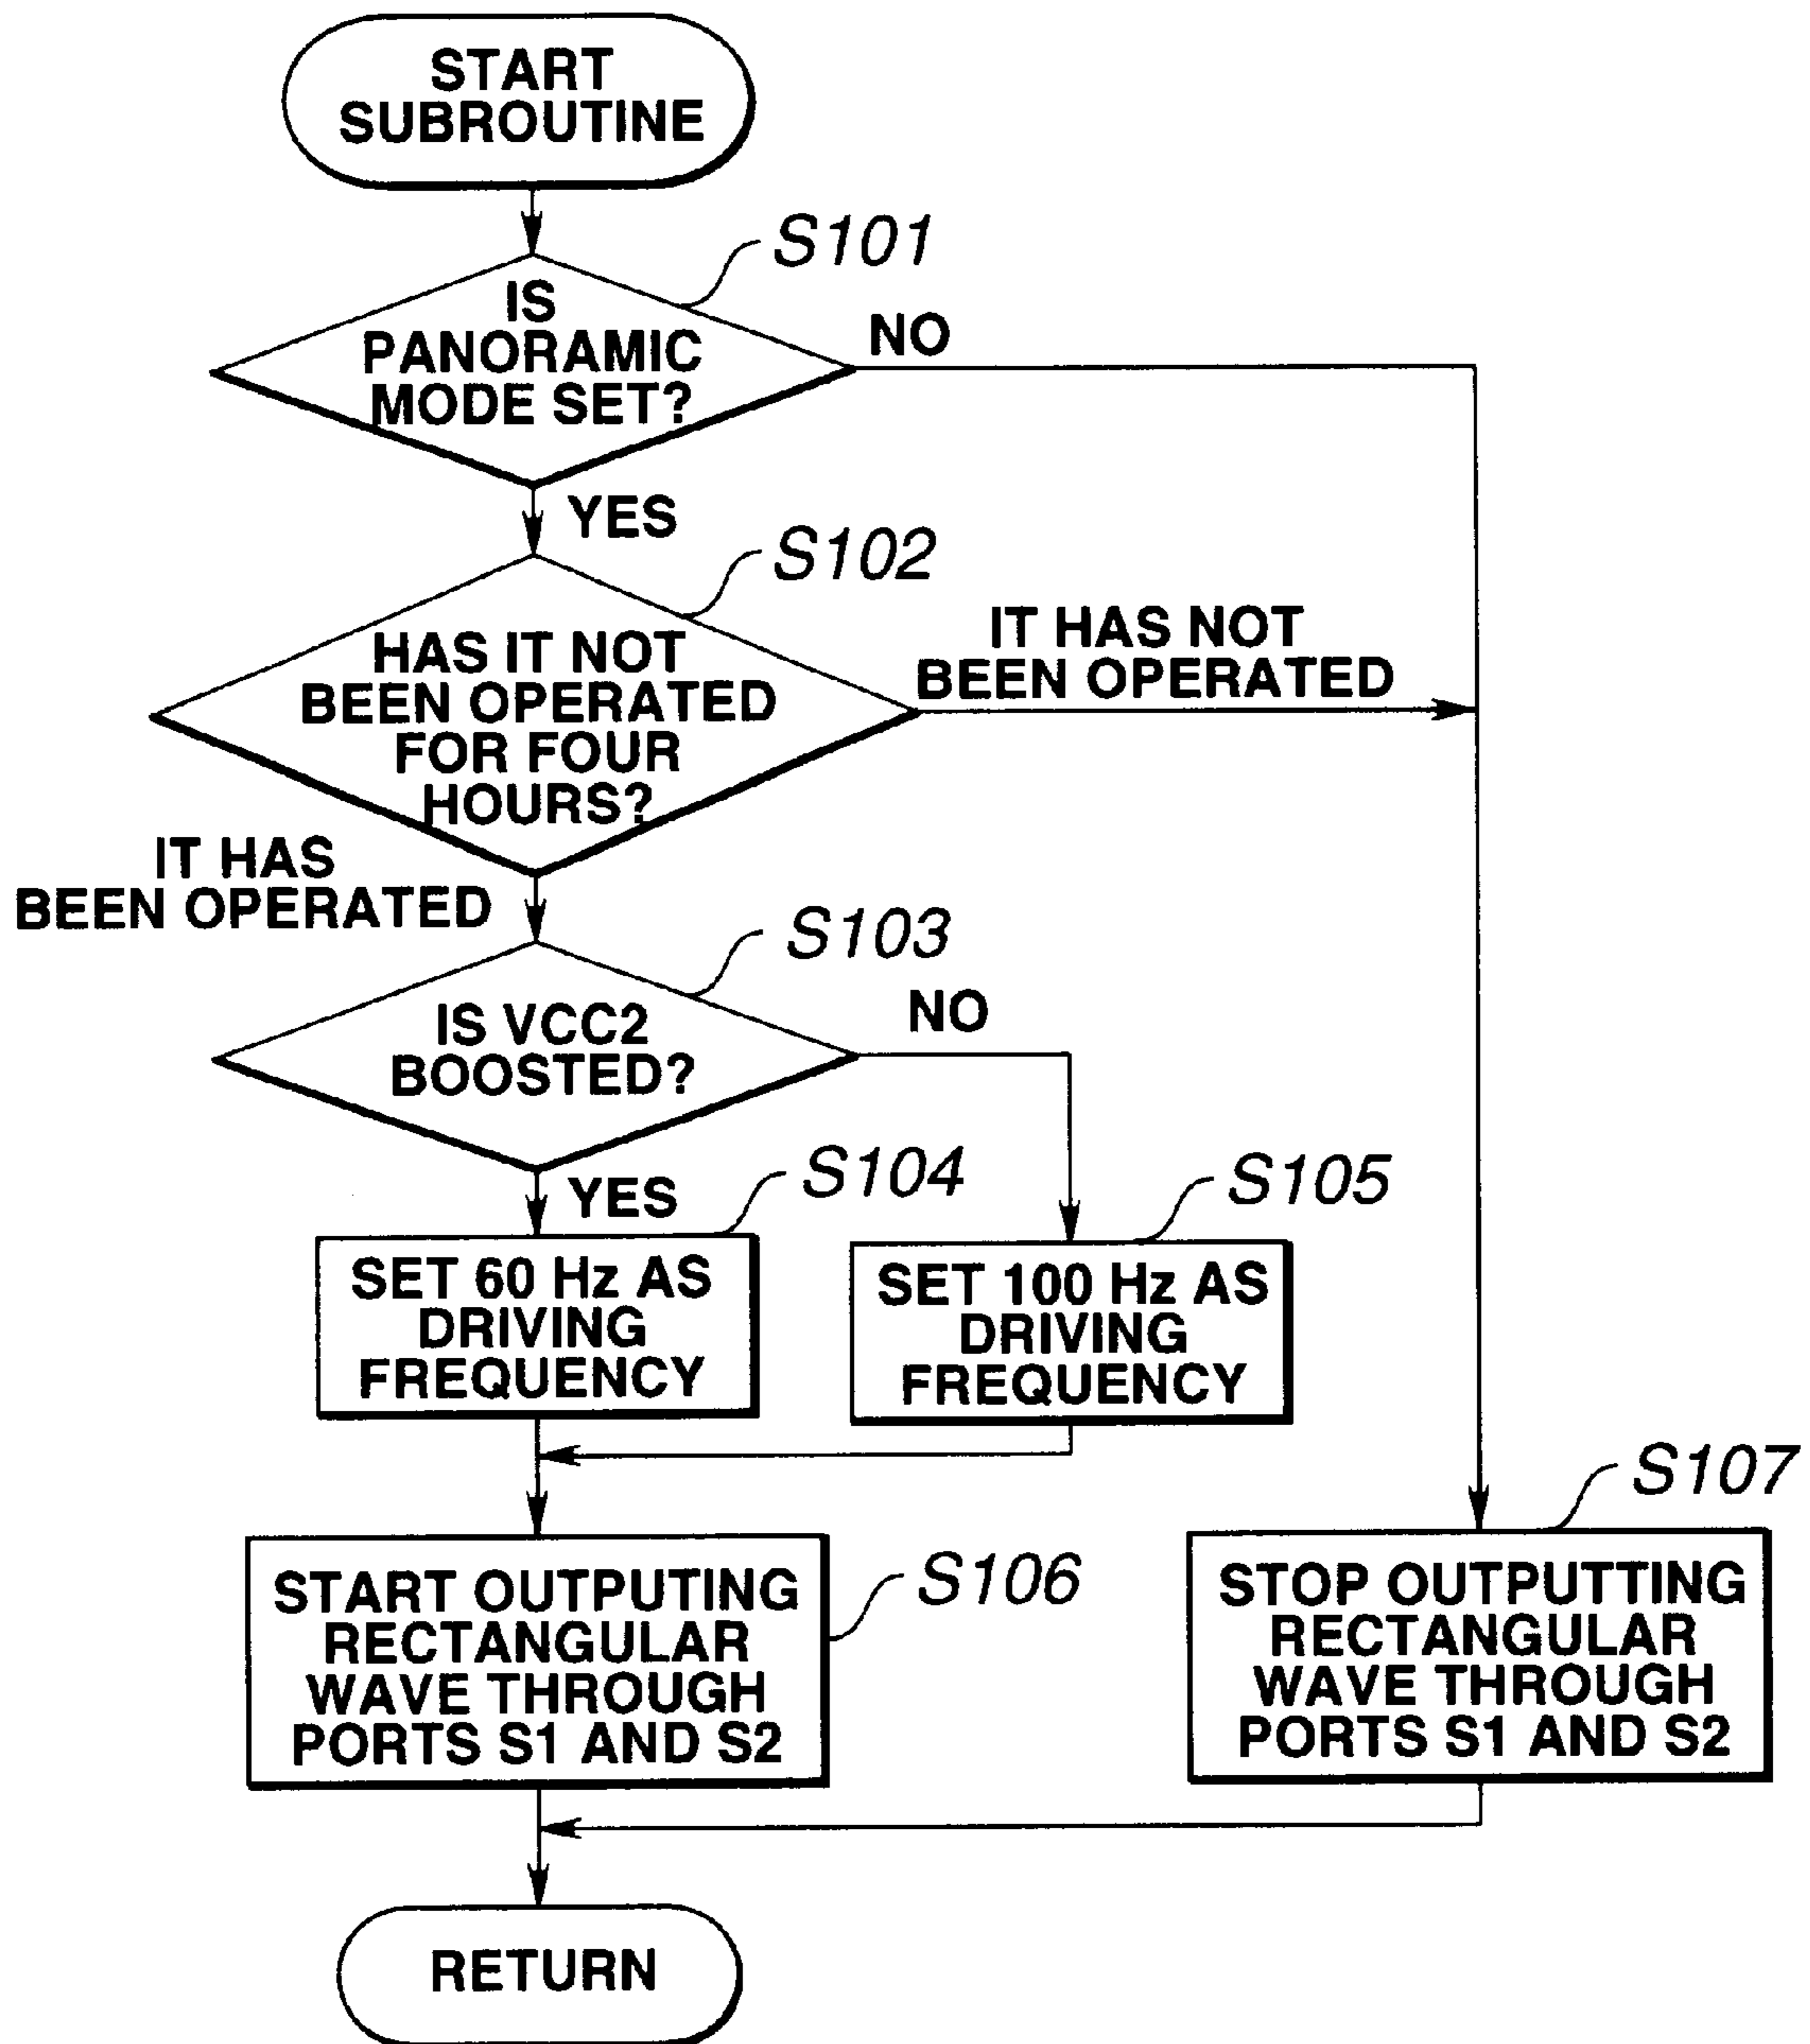 START
SUBROUTINE
S101
IS
PANORAMIC
MODE SET?
NO
YES
S102
HAS IT NOT
BEEN OPERATED
FOR FOUR
HOURS?
IT HAS NOT
BEEN OPERATED
IT HAS
BEEN OPERATED
S103
IS VCC2
BOOSTED?
NO
YES
S104
SET 60 Hz AS
DRIVING
FREQUENCY
S105
SET 100 Hz AS
DRIVING
FREQUENCY
S106
START OUTPUTING
RECTANGULAR
WAVE THROUGH
PORTS S1 AND S2
S107
STOP OUTPUTTING
RECTANGULAR
WAVE THROUGH
PORTS S1 AND S2
RETURN